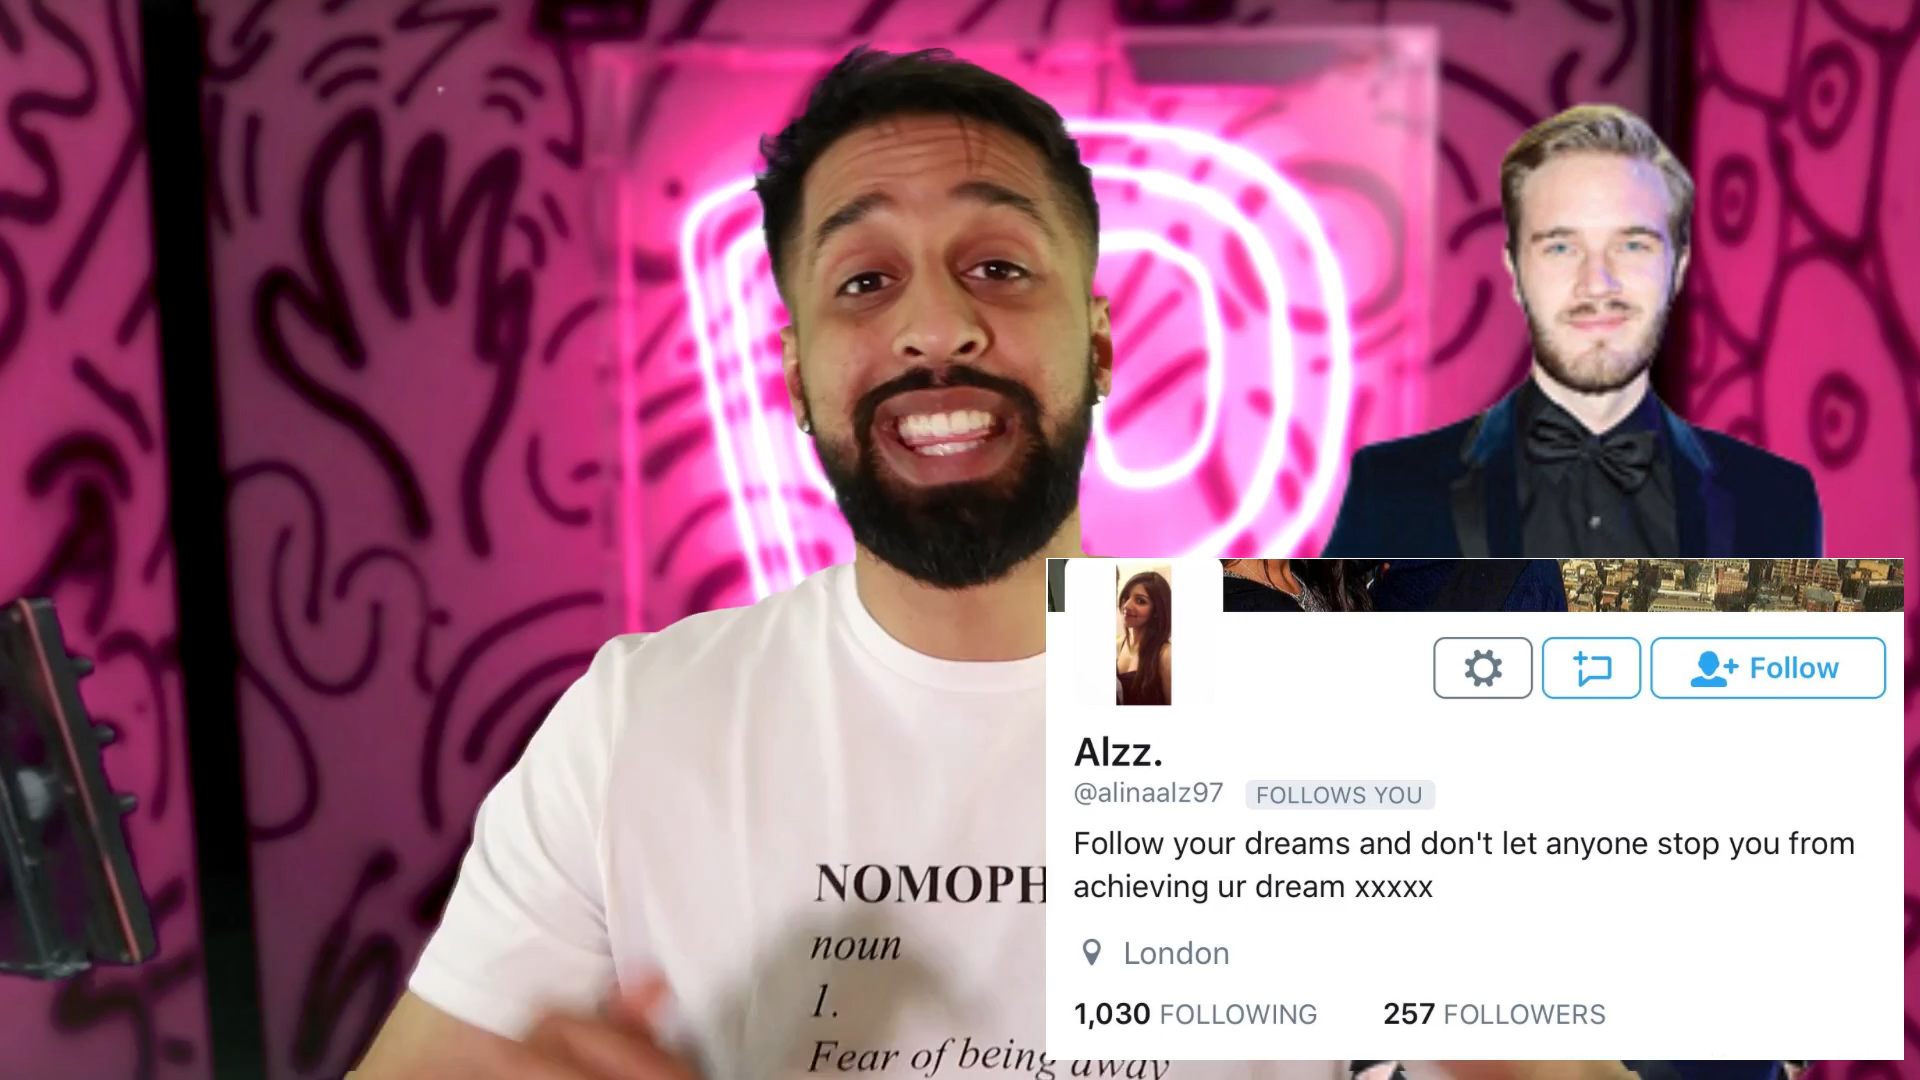 NOMOPH
noun
1.
Fear of being away
Follow
Alzz.
@alinaalz97 FOLLOWS YOU
Follow your dreams and don't let anyone stop you from
achieving ur dream xxxxx
London
1,030 FOLLOWING 257 FOLLOWERS